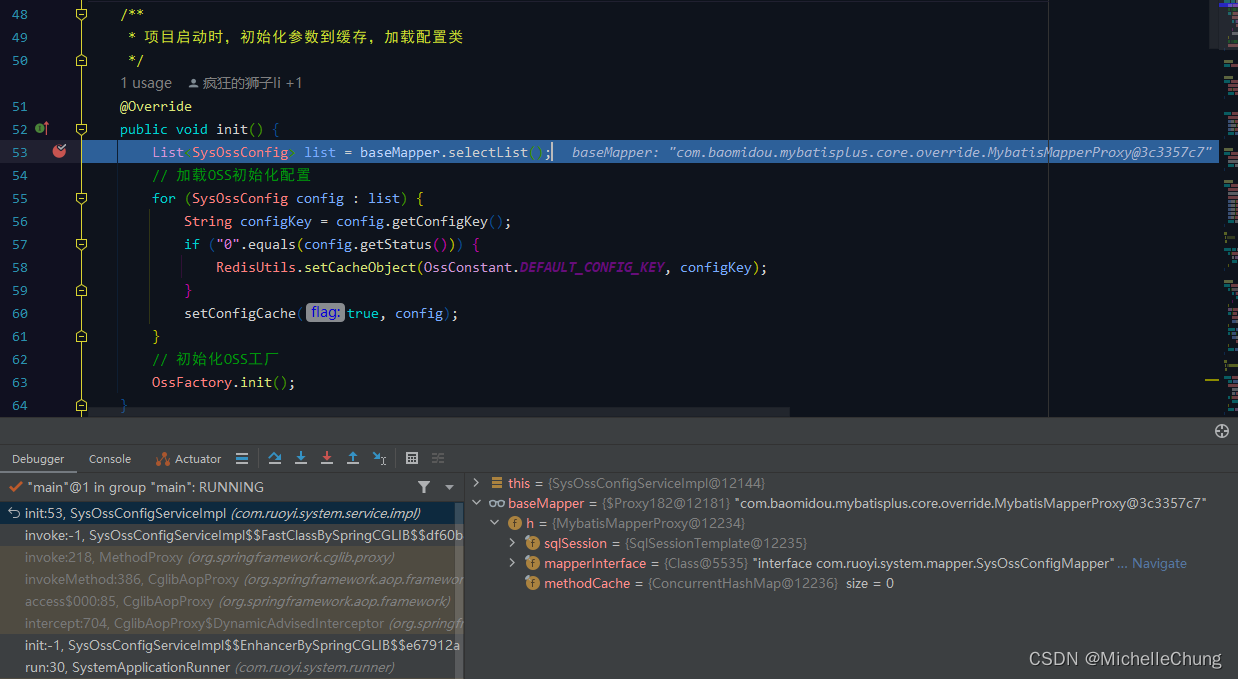 48 /**
49 * 项目启动时，初始化参数到缓存，加载配置类
50 */
1 usage 疯狂的狮子li +1
51 @Override
52 public void init() {
53 List<SysOssConfig> list = baseMapper.selectList(); baseMapper: "com.baomidou.mybatisplus.core.override.MybatisMapperProxy@3c3357c7"
54 // 加载OSS初始化配置
55 for (SysOssConfig config : list) {
56 String configKey = config.getConfigKey();
57 if ("0".equals(config.getStatus())) {
58 RedisUtils.setCacheObject(OssConstant.DEFAULT_CONFIG_KEY, configKey);
59 }
60 setConfigCache( flag: true, config);
61 }
62 // 初始化OSS工厂
63 OssFactory.init();
64 }
Debugger Console Actuator
"main"@1 in group "main": RUNNING
init:53, SysOssConfigServiceImpl (com.ruoyi.system.service.impl)
invoke:-1, SysOssConfigServiceImpl$$FastClassBySpringCGLIB$$df60b
invoke:218, MethodProxy (org.springframework.cglib.proxy)
invokeMethod:386, CglibAopProxy (org.springframework.aop.framewor
access$000:85, CglibAopProxy (org.springframework.aop.framework)
intercept:704, CglibAopProxy$DynamicAdvisedInterceptor (org.springf
init:-1, SysOssConfigServiceImpl$$EnhancerBySpringCGLIB$$e67912a
run:30, SystemApplicationRunner (com.ruoyi.system.runner)
this = {SysOssConfigServiceImpl@12144}
baseMapper = {$Proxy182@12181} "com.baomidou.mybatisplus.core.override.MybatisMapperProxy@3c3357c7"
f h = {MybatisMapperProxy@12234}
f sqlSession = {SqlSessionTemplate@12235}
f mapperInterface = {Class@5535} "interface com.ruoyi.system.mapper.SysOssConfigMapper" ... Navigate
f methodCache = {ConcurrentHashMap@12236} size = 0
CSDN @MichelleChung